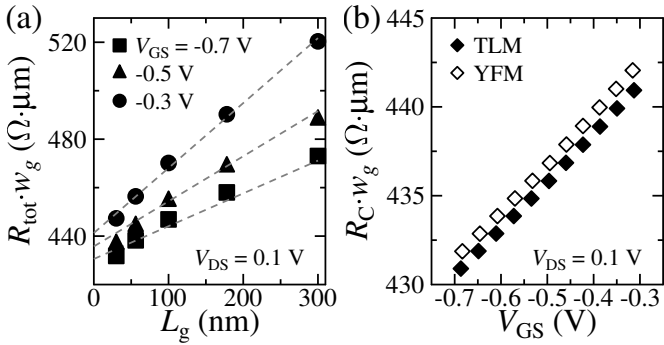 (a)
R_tot·w_g (Ω·μm)
520
480
440
V_GS = -0.7 V
-0.5 V
-0.3 V
V_DS = 0.1 V
0
100
200
300
L_g (nm)
(b)
R_C·w_g (Ω·μm)
445
440
435
430
TLM
YFM
V_DS = 0.1 V
-0.7
-0.6
-0.5
-0.4
-0.3
V_GS (V)